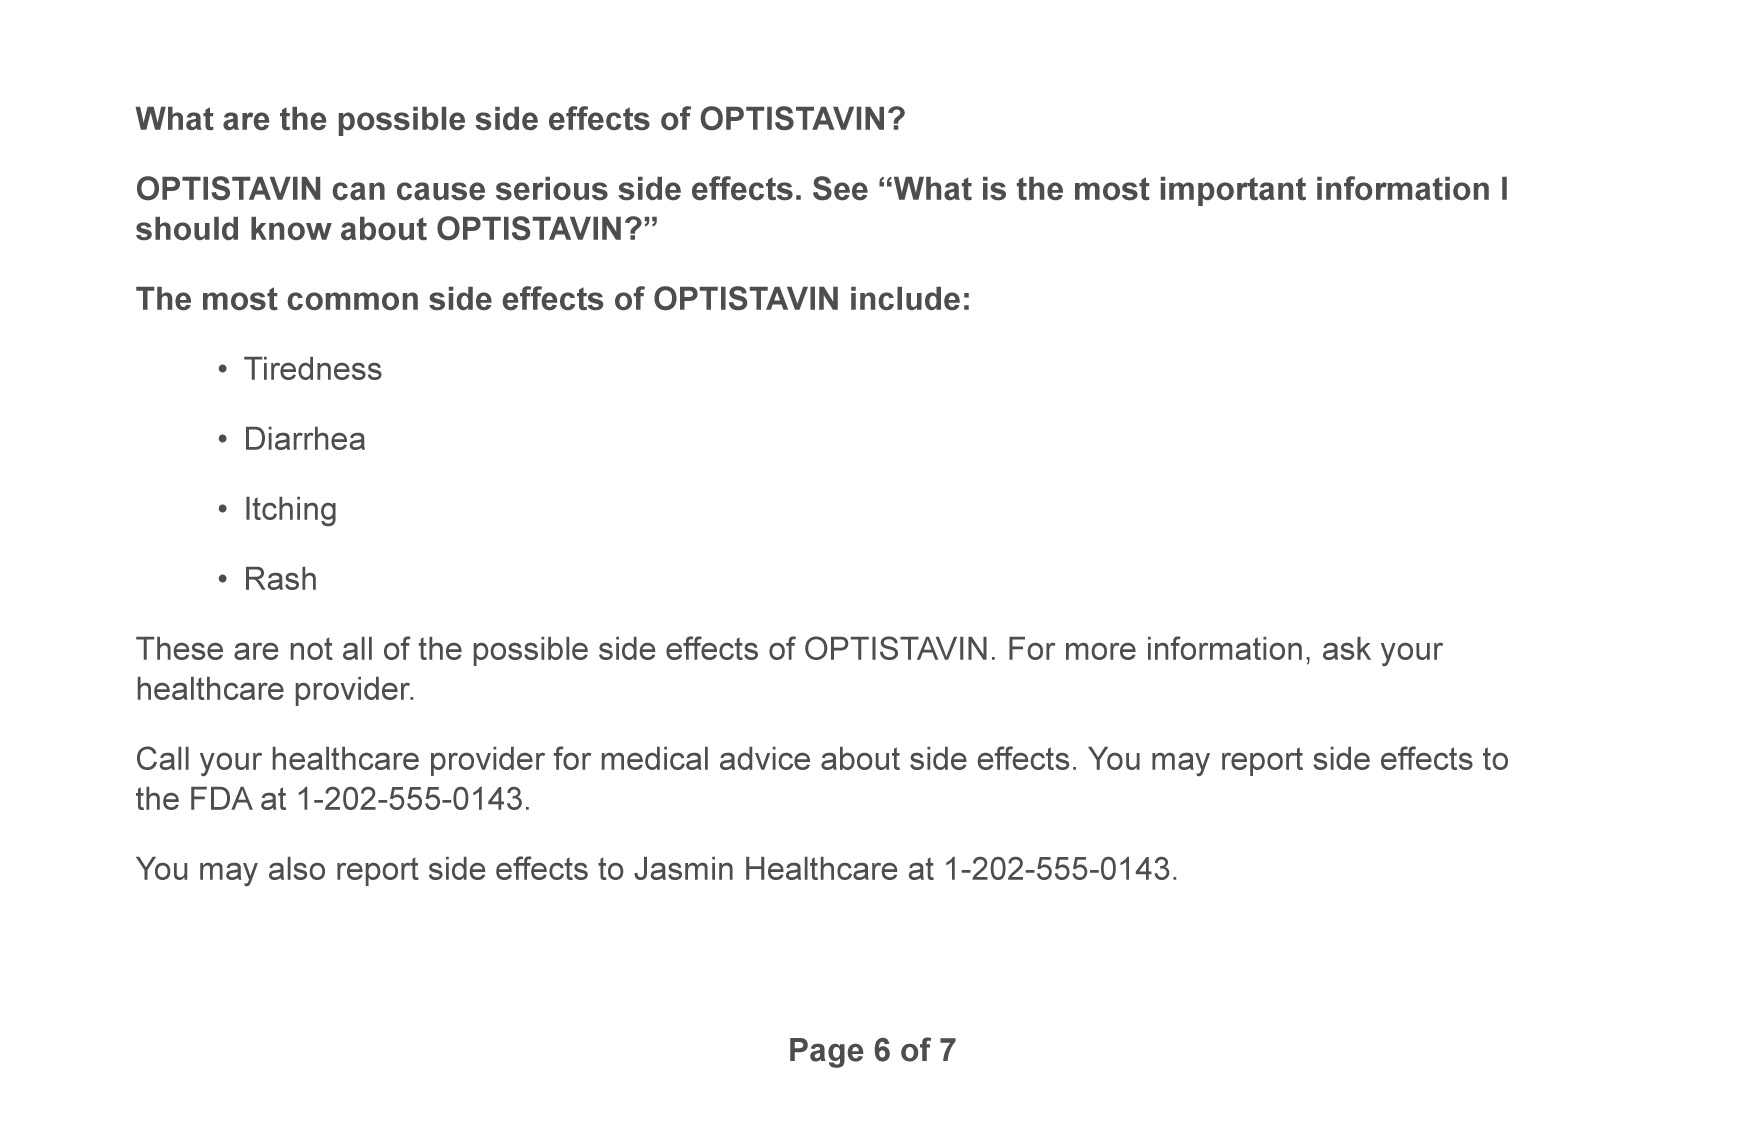 What are the possible side effects of OPTISTAVIN?
OPTISTAVIN can cause serious side effects. See “What is the most important information I
should know about OPTISTAVIN?”
The most common side effects of OPTISTAVIN include:
• Tiredness
• Diarrhea
• Itching
• Rash
These are not all of the possible side effects of OPTISTAVIN. For more information, ask your
healthcare provider.
Call your healthcare provider for medical advice about side effects. You may report side effects to
the FDA at 1-202-555-0143.
You may also report side effects to Jasmin Healthcare at 1-202-555-0143.
Page 6 of 7